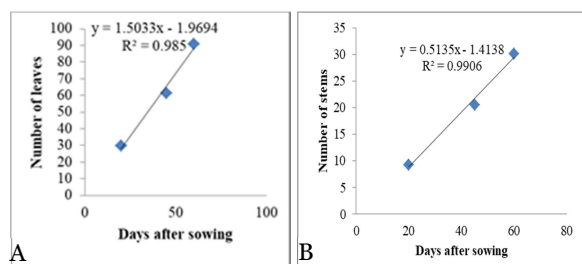 y = 1.5033x - 1.9694
R² = 0.985
Number of leaves
100
90
80
70
60
50
40
30
20
10
0
0 50 100
Days after sowing
A
y = 0.5135x - 1.4138
R² = 0.9906
Number of stems
35
30
25
20
15
10
5
0
0 20 40 60 80
Days after sowing
B